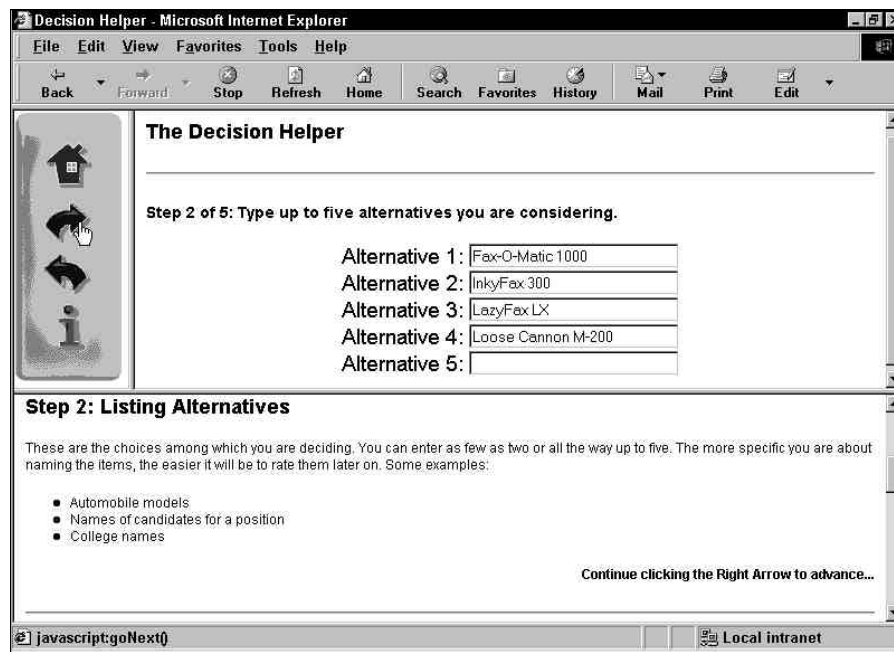 Decision Helper - Microsoft Internet Explorer
File Edit View Favorites Tools Help
Back Forward Stop Refresh Home Search Favorites History Mail Print Edit
The Decision Helper
Step 2 of 5: Type up to five alternatives you are considering.
Alternative 1: Fax-O-Matic 1000
Alternative 2: InkyFax 300
Alternative 3: LazyFax LX
Alternative 4: Loose Cannon M-200
Alternative 5:
Step 2: Listing Alternatives
These are the choices among which you are deciding. You can enter as few as two or all the way up to five. The more specific you are about
naming the items, the easier it will be to rate them later on. Some examples:
Automobile models
Names of candidates for a position
College names
Continue clicking the Right Arrow to advance...
javascript:goNext() Local intranet